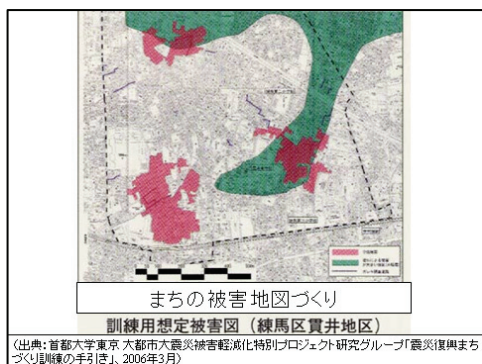 まちの被害地図づくり
訓練用想定被害図（練馬区貫井地区）
（出典：首都大学東京 大都市大震災被害軽減化特別プロジェクト研究グループ「震災復興まち
づくり訓練の手引き」、2006年3月）